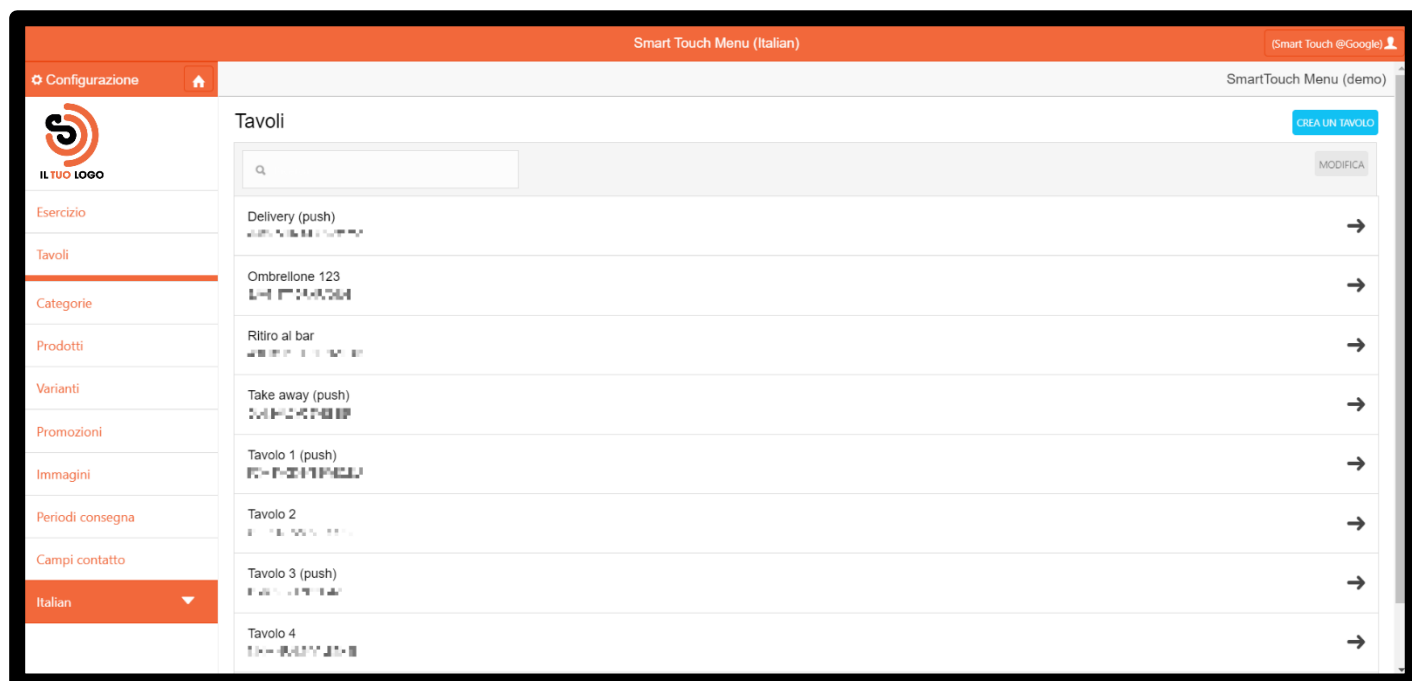 Smart Touch Menu (Italian)
(Smart Touch @Google)
Configurazione
SmartTouch Menu (demo)
IL TUO LOGO
Tavoli
CREA UN TAVOLO
MODIFICA
Esercizio
Tavoli
Categorie
Prodotti
Varianti
Promozioni
Immagini
Periodi consegna
Campi contatto
Italian
Delivery (push)
Ombrellone 123
Ritiro al bar
Take away (push)
Tavolo 1 (push)
Tavolo 2
Tavolo 3 (push)
Tavolo 4